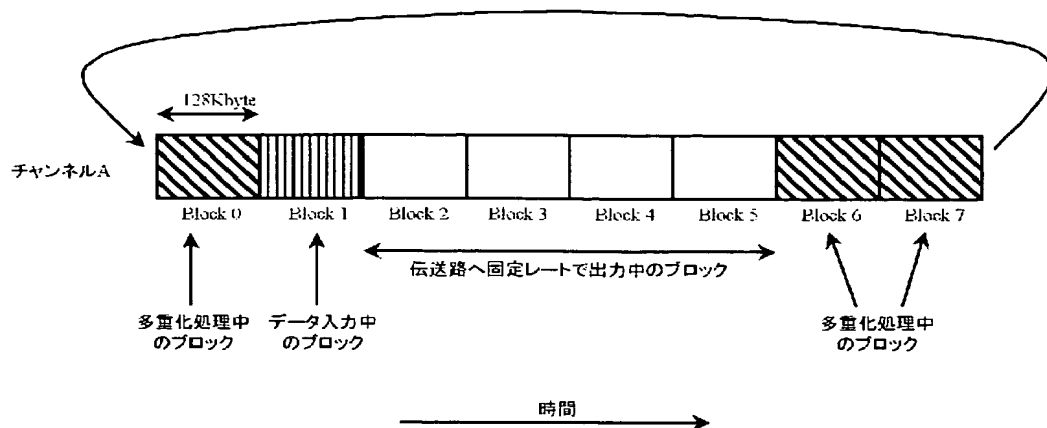 128Kbyte
チャンネルA
Block 0
Block 1
Block 2
Block 3
Block 4
Block 5
Block 6
Block 7
伝送路へ固定レートで出力中のブロック
多重化処理中
のブロック
データ入力中
のブロック
多重化処理中
のブロック
時間